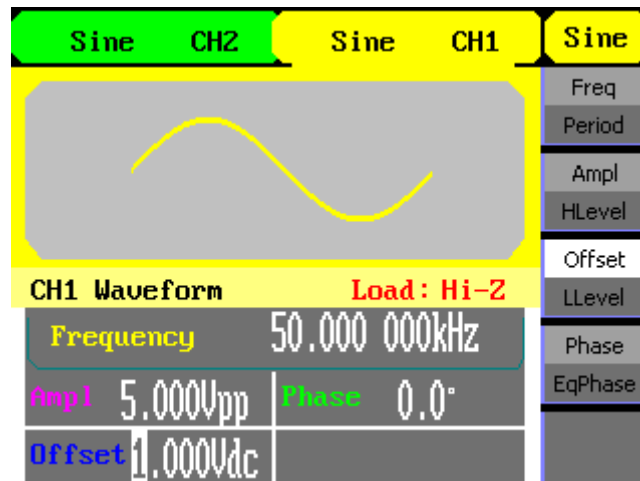 Sine CH2 Sine CH1 Sine
Freq
Period
Ampl
HLevel
Offset
LLevel
Phase
EqPhase
CH1 Waveform Load: Hi-Z
Frequency 50.000 000kHz
Ampl 5.000Vpp Phase 0.0°
Offset 1.000Vdc